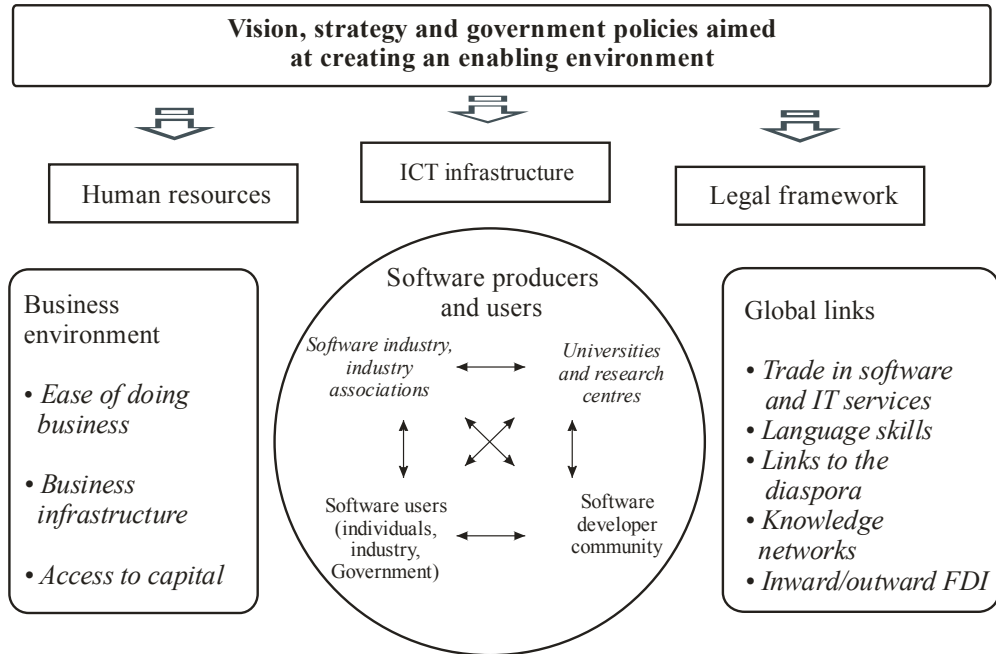 Vision, strategy and government policies aimed
at creating an enabling environment
Human resources
ICT infrastructure
Legal framework
Business
environment
• Ease of doing
business
• Business
infrastructure
• Access to capital
Software producers
and users
Software industry,
industry
associations
Universities
and research
centres
Software users
(individuals,
industry,
Government)
Software
developer
community
Global links
• Trade in software
and IT services
• Language skills
• Links to the
diaspora
• Knowledge
networks
• Inward/outward FDI